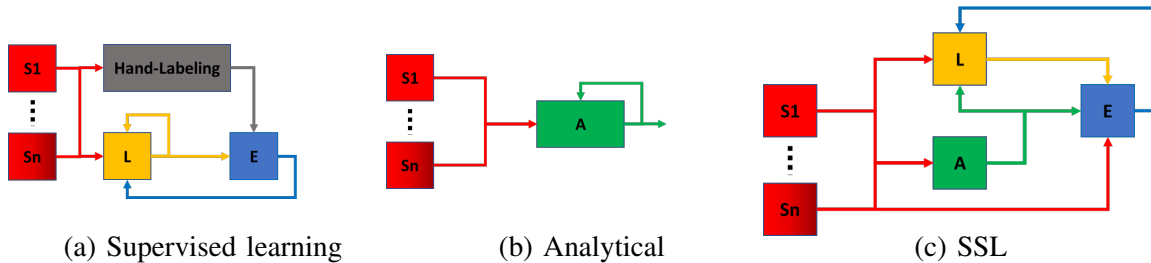 S1
Hand-Labeling
Sn
L
E
(a) Supervised learning
S1
A
Sn
(b) Analytical
L
S1
E
A
Sn
(c) SSL